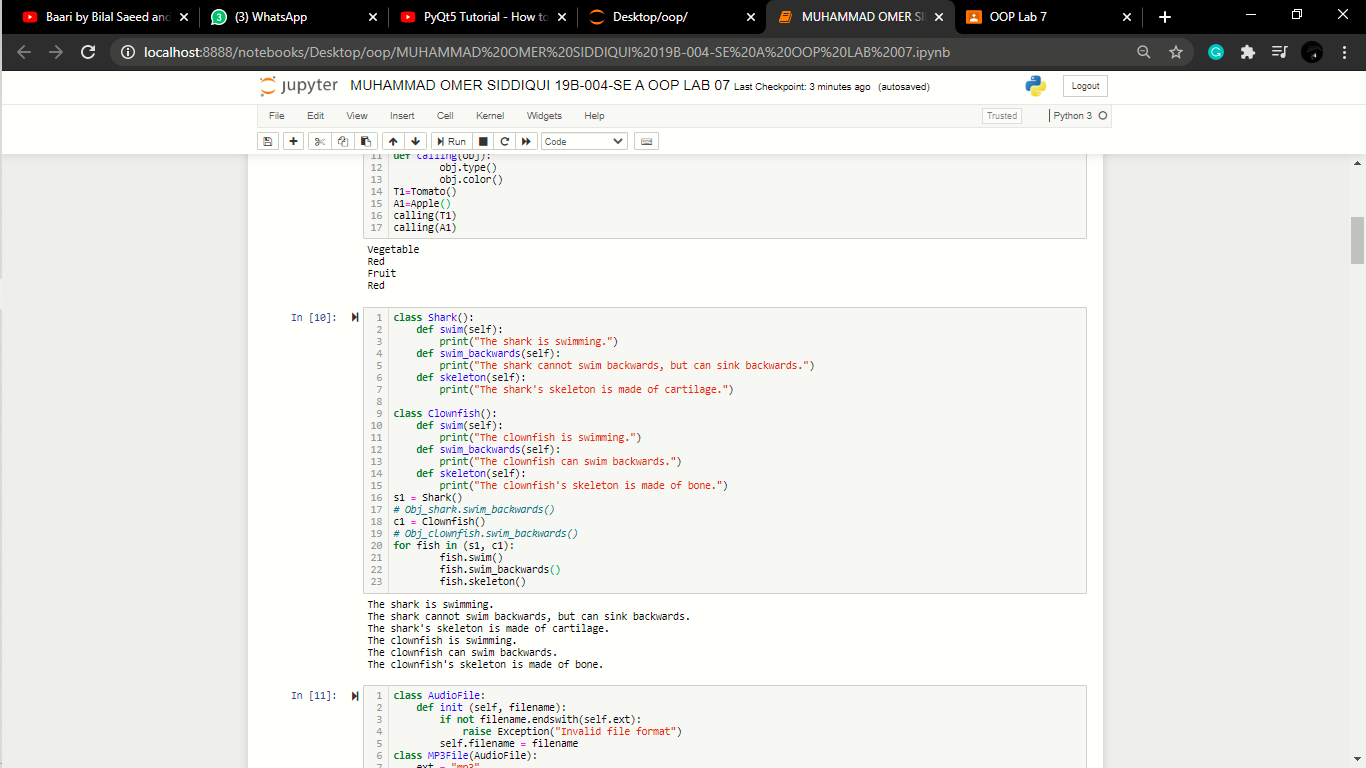 Baari by Bilal Saeed and
(3) WhatsApp
PyQt5 Tutorial - How to
Desktop/oop/
MUHAMMAD OMER SI
OOP Lab 7
localhost:8888/notebooks/Desktop/oop/MUHAMMAD%20OMER%20SIDDIQUI%2019B-004-SE%20A%20OOP%20LAB%2007.ipynb
jupyter MUHAMMAD OMER SIDDIQUI 19B-004-SE A OOP LAB 07 Last Checkpoint: 3 minutes ago (autosaved)
Logout
File Edit View Insert Cell Kernel Widgets Help
Trusted
Python 3
Run
Code
11 def calling(obj):
12 obj.type()
13 obj.color()
14 T1=Tomato()
15 A1=Apple()
16 calling(T1)
17 calling(A1)
Vegetable
Red
Fruit
Red
In [10]:
1 class Shark():
2 def swim(self):
3 print("The shark is swimming.")
4 def swim_backwards(self):
5 print("The shark cannot swim backwards, but can sink backwards.")
6 def skeleton(self):
7 print("The shark's skeleton is made of cartilage.")
8
9 class Clownfish():
10 def swim(self):
11 print("The clownfish is swimming.")
12 def swim_backwards(self):
13 print("The clownfish can swim backwards.")
14 def skeleton(self):
15 print("The clownfish's skeleton is made of bone.")
16 s1 = Shark()
17 # Obj_shark.swim_backwards()
18 c1 = Clownfish()
19 # Obj_clownfish.swim_backwards()
20 for fish in (s1, c1):
21 fish.swim()
22 fish.swim_backwards()
23 fish.skeleton()
The shark is swimming.
The shark cannot swim backwards, but can sink backwards.
The shark's skeleton is made of cartilage.
The clownfish is swimming.
The clownfish can swim backwards.
The clownfish's skeleton is made of bone.
In [11]:
1 class AudioFile:
2 def init (self, filename):
3 if not filename.endswith(self.ext):
4 raise Exception("Invalid file format")
5 self.filename = filename
6 class MP3File(AudioFile):
7 ext = "mp3"